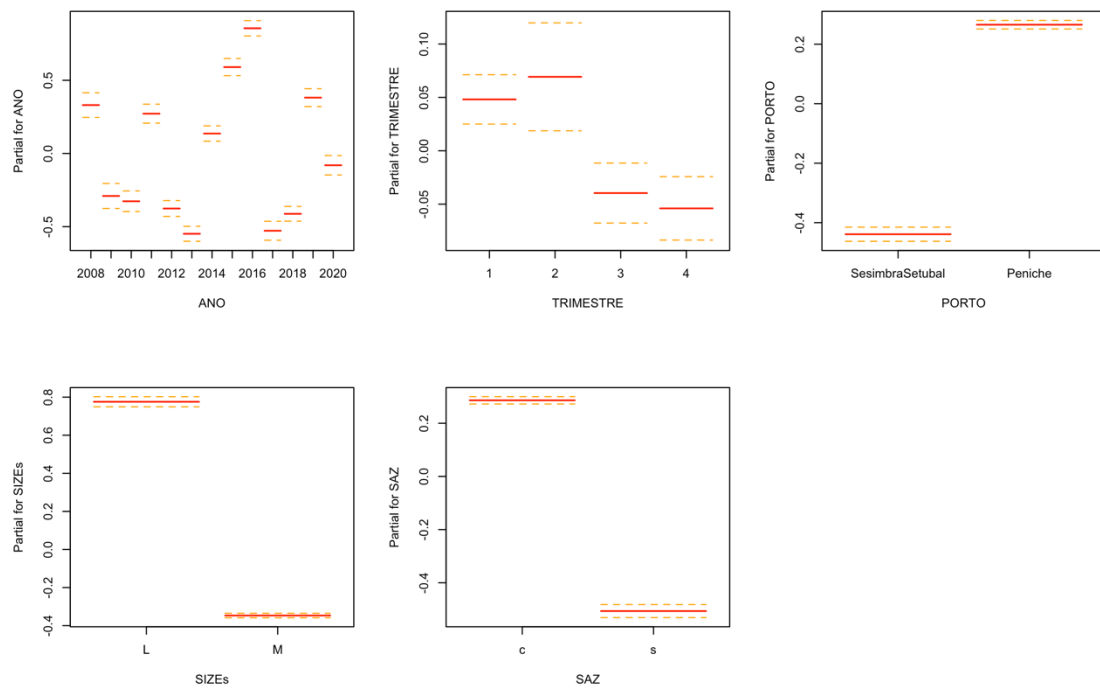 Partial for ANO
0.5
0.0
-0.5
2008 2010 2012 2014 2016 2018 2020
ANO
Partial for TRIMESTRE
0.10
0.05
0.00
-0.05
1 2 3 4
TRIMESTRE
Partial for PORTO
0.2
0.0
-0.2
-0.4
SesimbraSetubal Peniche
PORTO
Partial for SIZEs
0.8
0.6
0.4
0.2
0.0
-0.2
-0.4
L M
SIZEs
Partial for SAZ
0.2
0.0
-0.2
-0.4
c s
SAZ